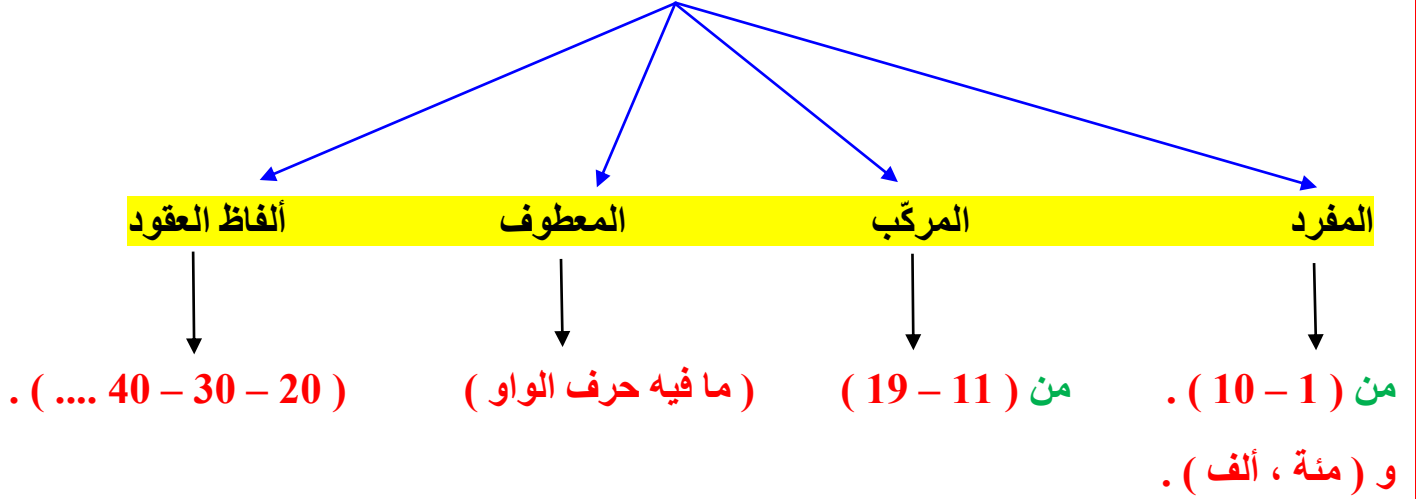 المفرد المركّب المعطوف ألفاظ العقود
من ( 1 – 10 ) . من ( 11 – 19 ) ( ما فيه حرف الواو ) ( 20 – 30 – 40 .... ) .
و ( مئة ، ألف ) .